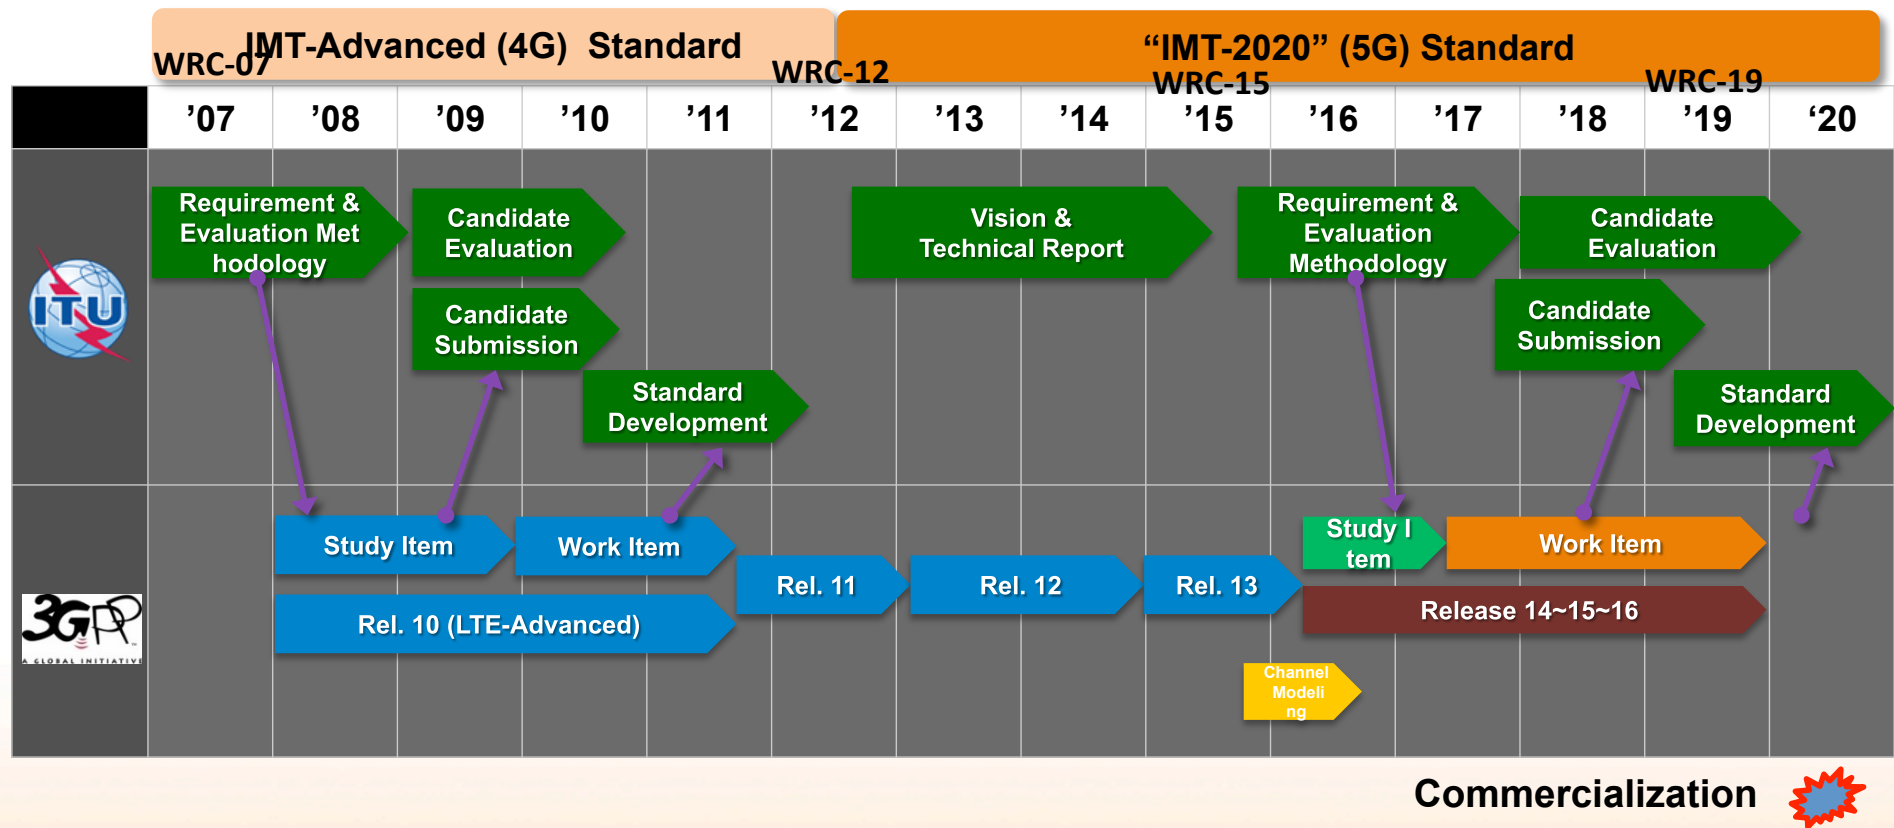 IMT-Advanced (4G) Standard
“IMT-2020” (5G) Standard
WRC-07
WRC-12
WRC-15
WRC-19
’07 ’08 ’09 ’10 ’11 ’12 ’13 ’14 ’15 ’16 ’17 ’18 ’19 ‘20
ITU
Requirement &
Evaluation Met
hodology
Candidate
Evaluation
Candidate
Submission
Standard
Development
Vision &
Technical Report
Requirement &
Evaluation
Methodology
Candidate
Evaluation
Candidate
Submission
Standard
Development
3GPP
A GLOBAL INITIATIVE
Study Item
Work Item
Rel. 10 (LTE-Advanced)
Rel. 11
Rel. 12
Rel. 13
Study I
tem
Work Item
Release 14~15~16
Channel
Modeli
ng
Commercialization